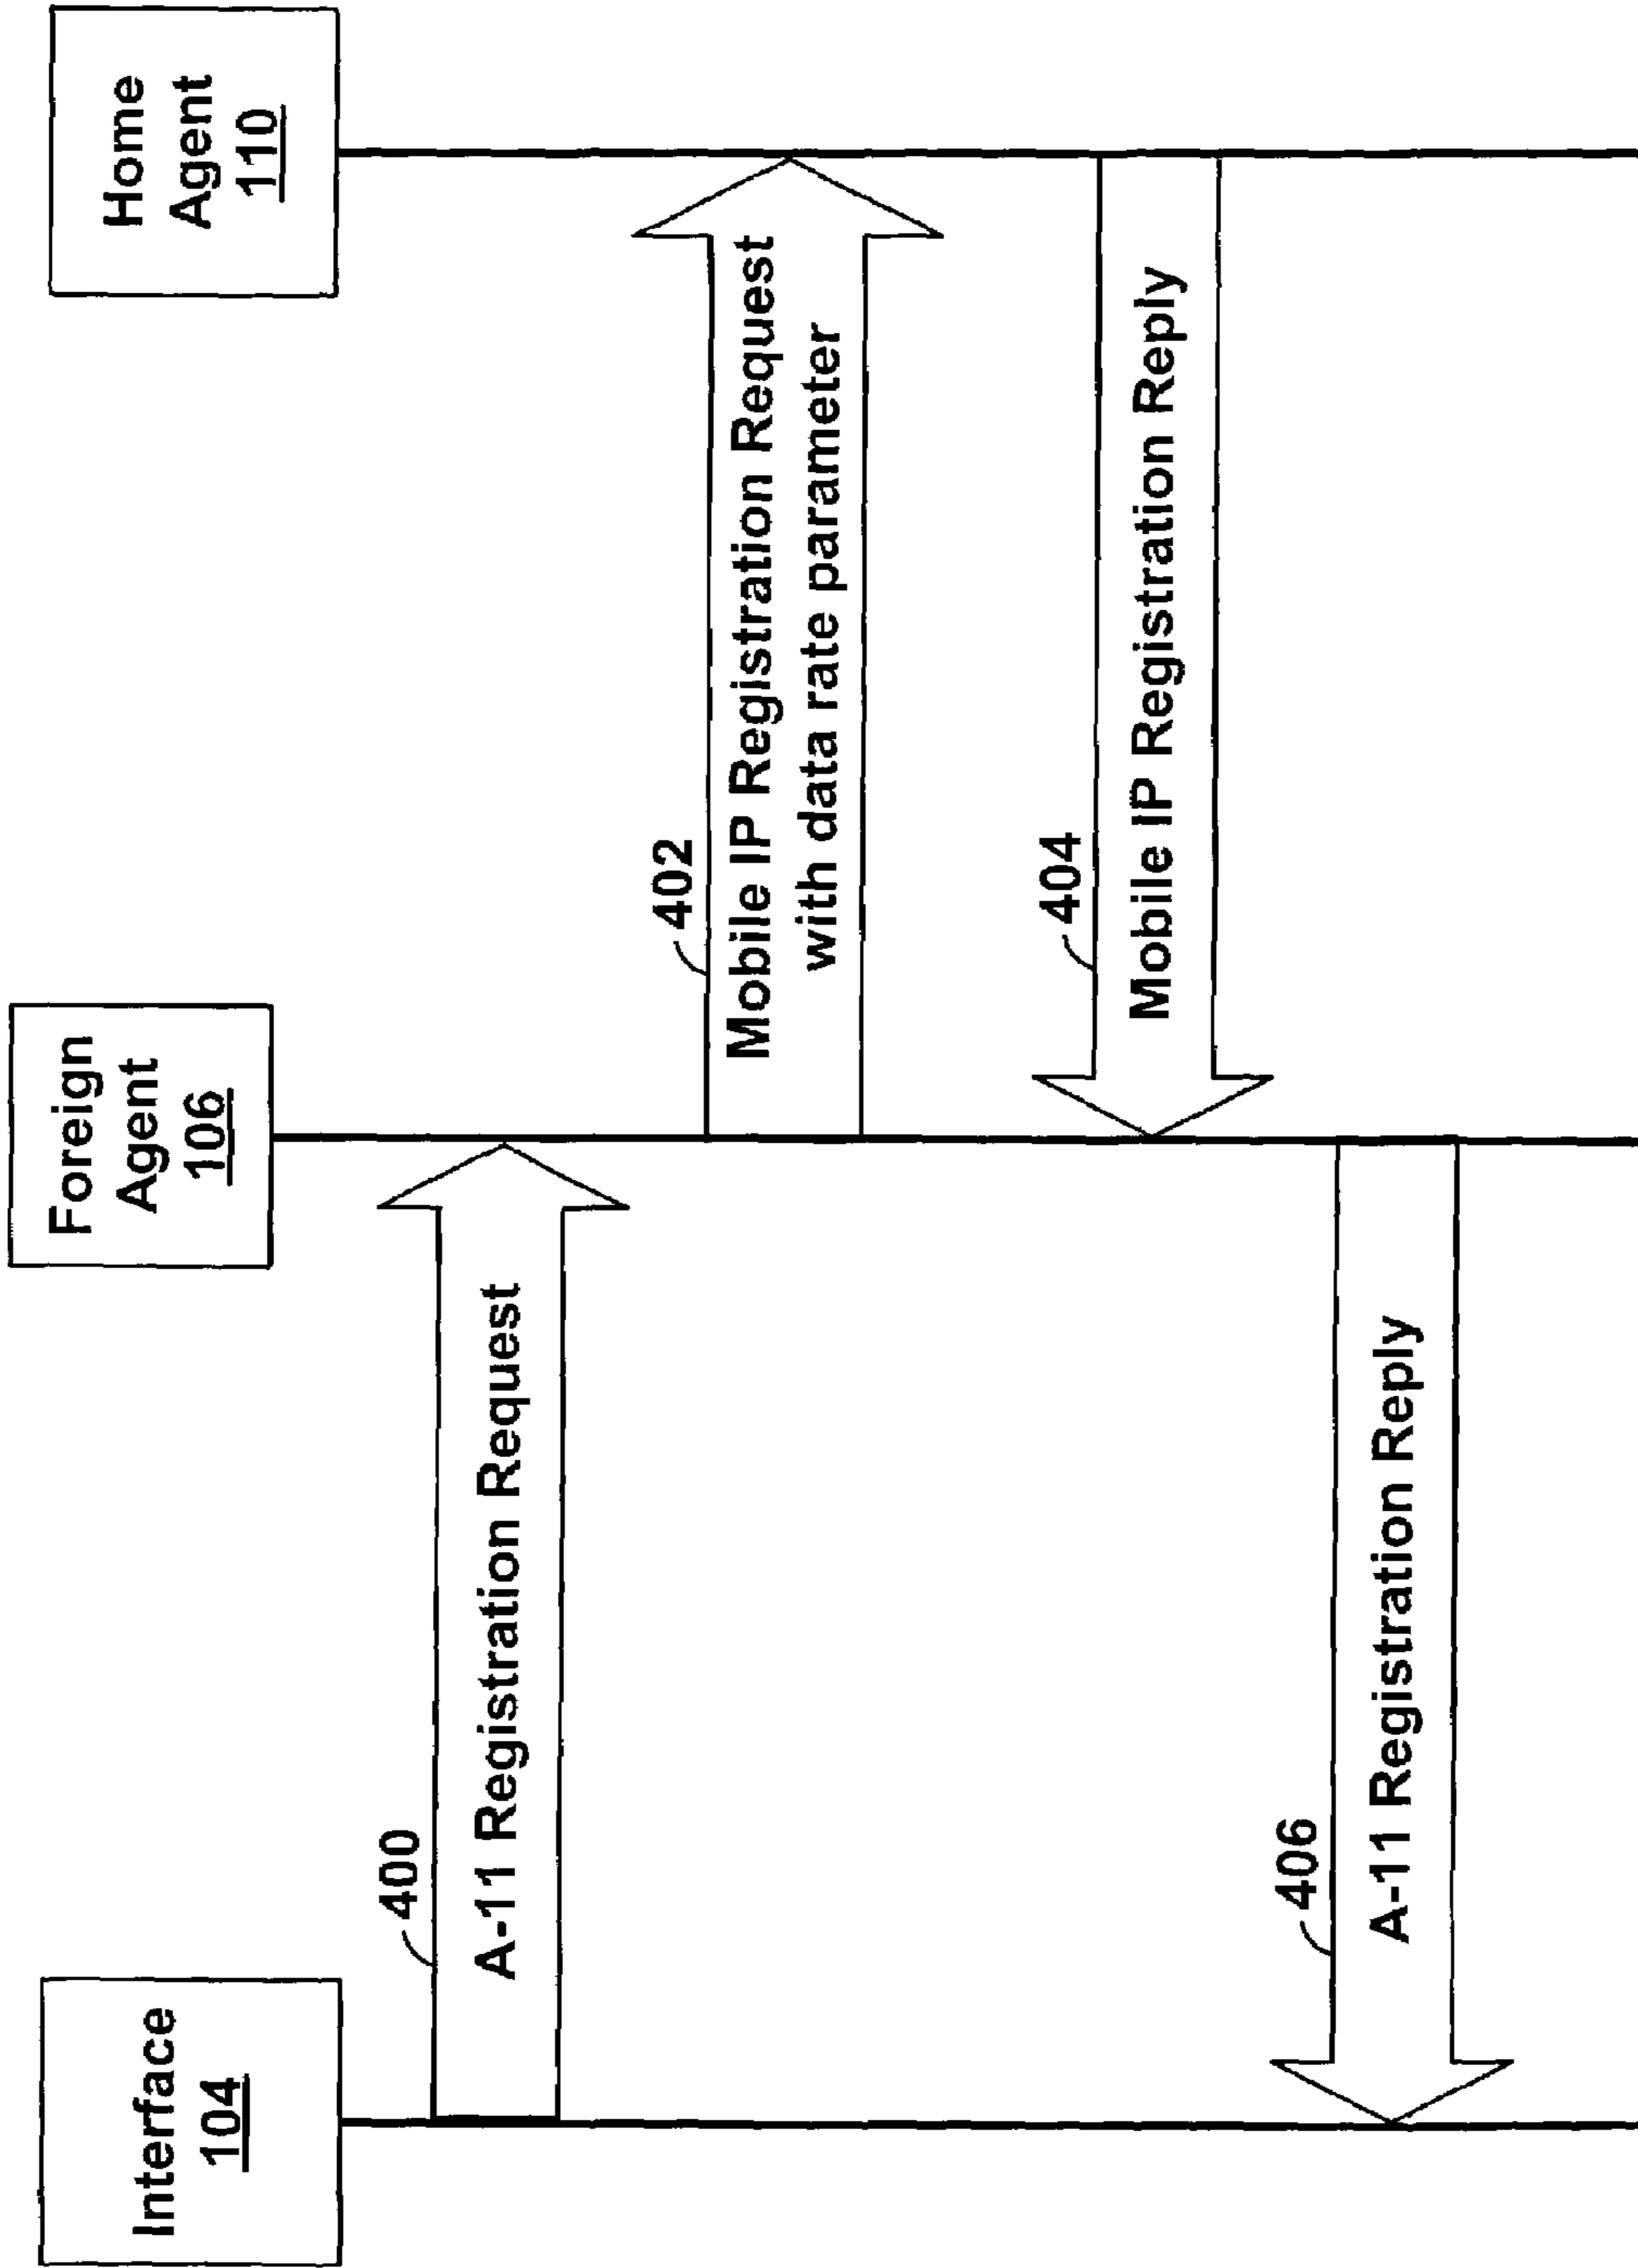 Interface
104
Foreign
Agent
106
Home
Agent
110
400
A-11 Registration Request
402
Mobile IP Registration Request
with data rate parameter
404
Mobile IP Registration Reply
406
A-11 Registration Reply